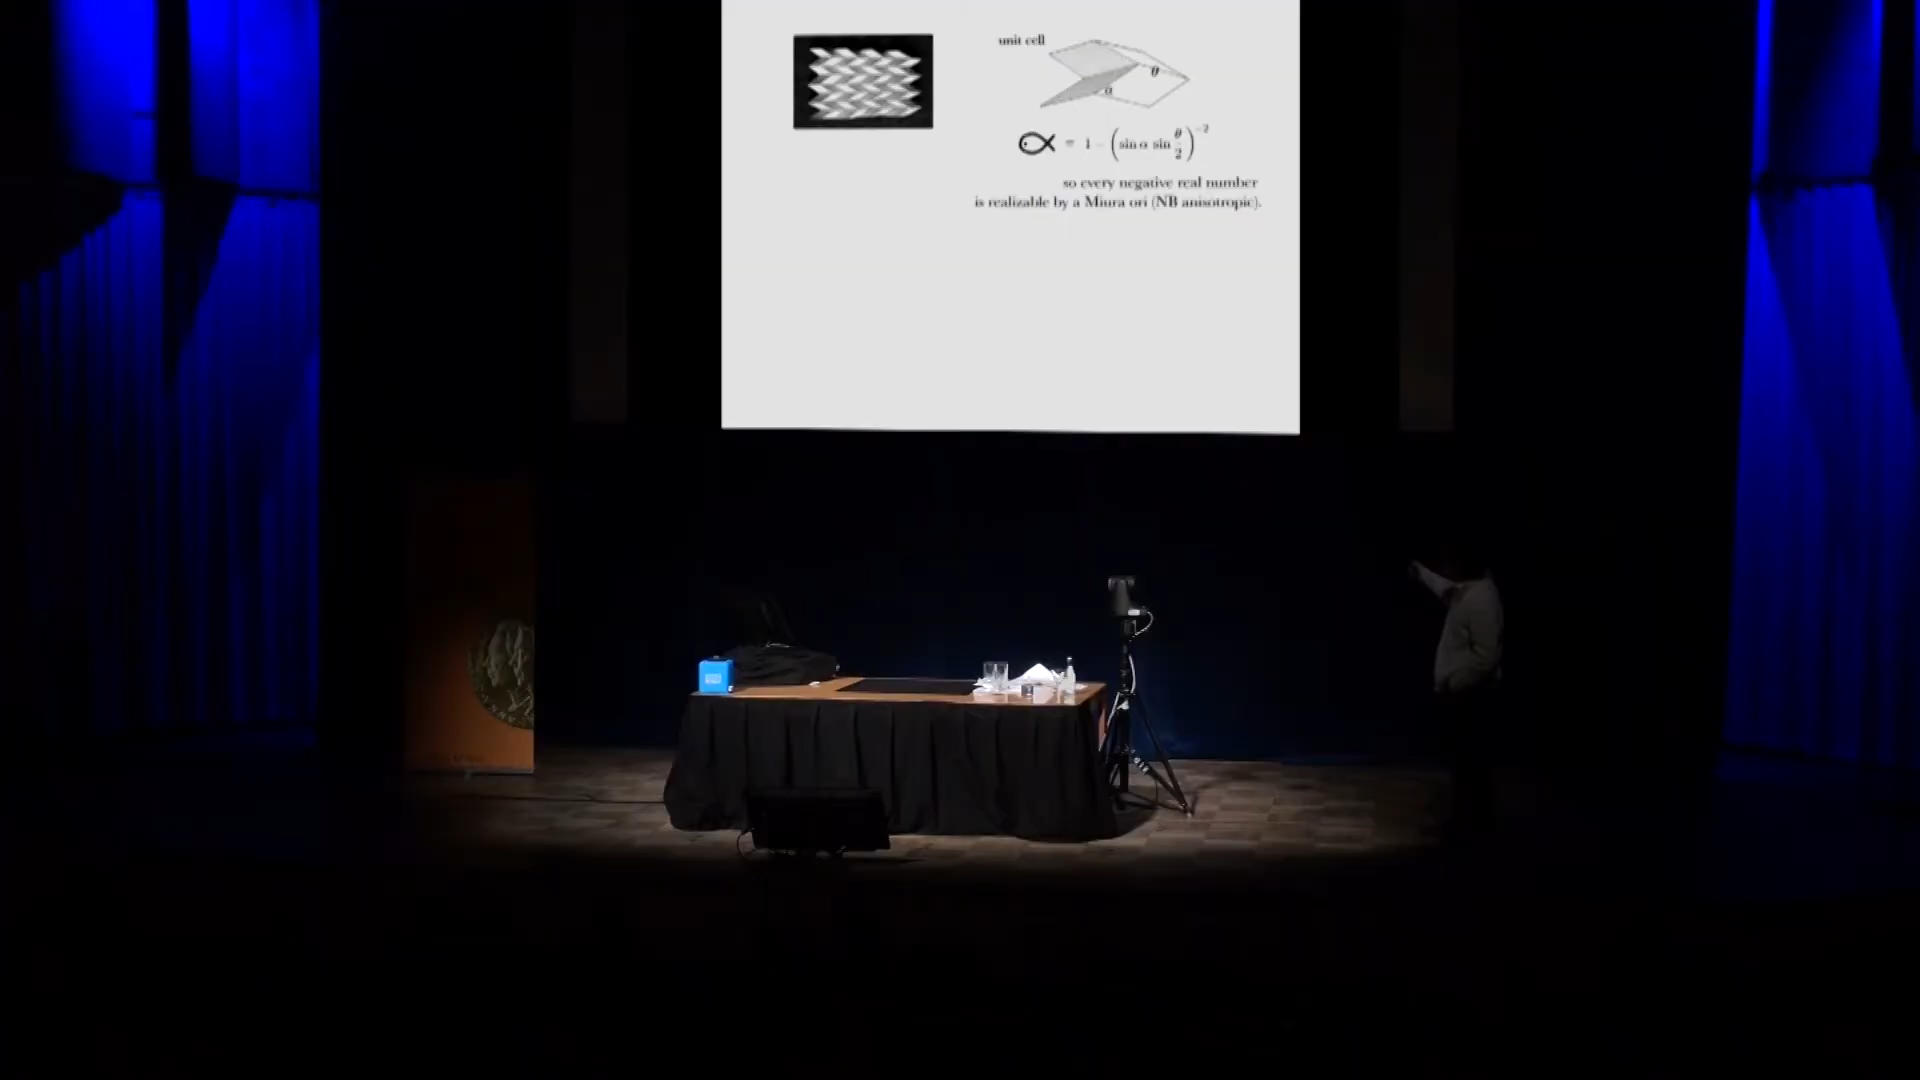 unit cell
θ
α
= 1 − (sin α sin θ/2)⁻²
so every negative real number
is realizable by a Miura ori (NB anisotropic).